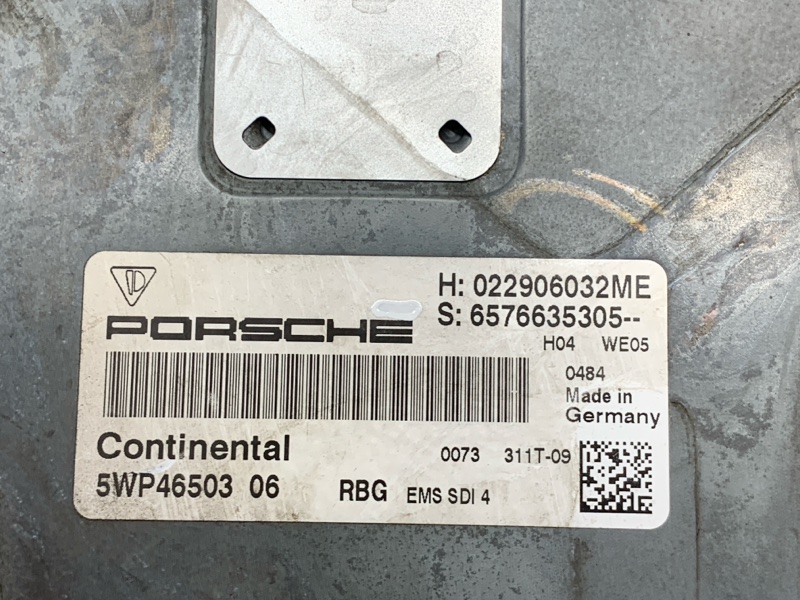 H: 022906032ME
PORSCHE
S: 6576635305--
H04 WE05
0484
Made in
Germany
Continental
0073 311T-09
5WP46503 06 RBG EMS SDI 4